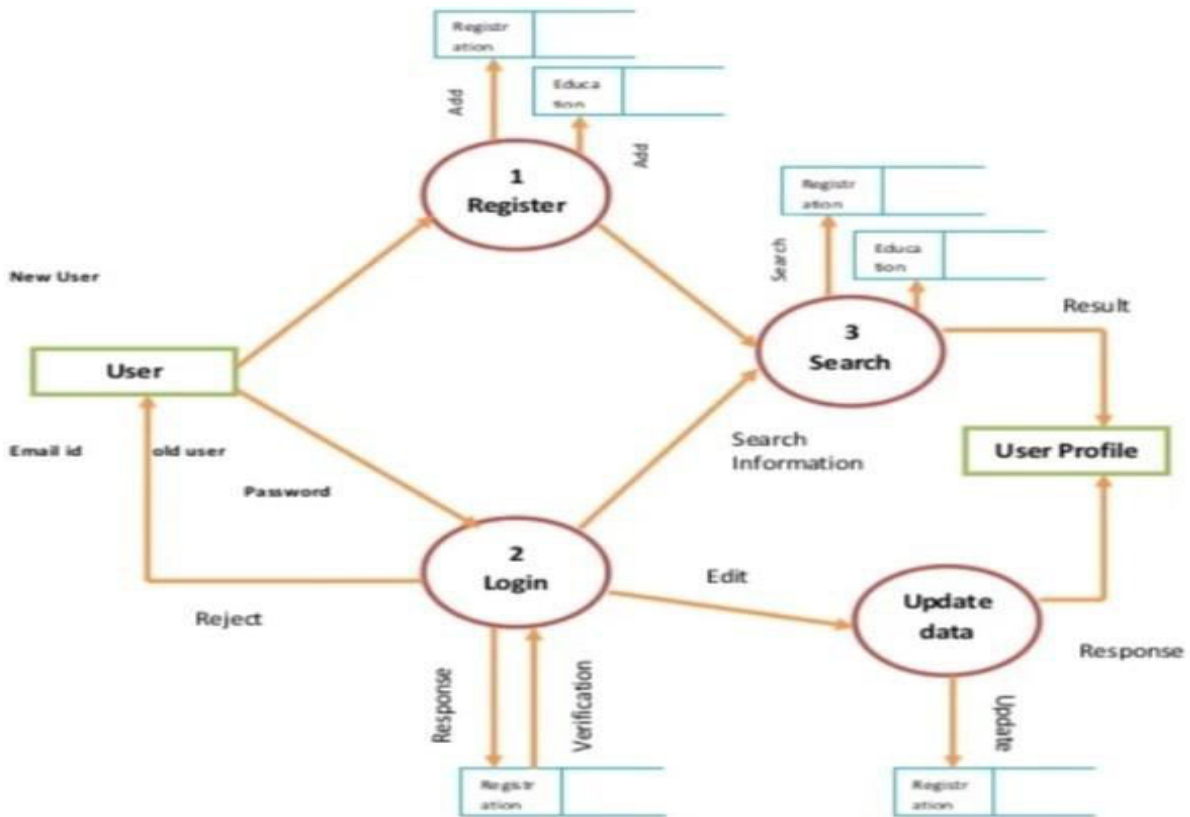 Registr
ation
Educa
tion
Add
Add
1
Register
Registr
ation
Educa
tion
Search
New User
3
Search
Result
User
Email id
old user
Password
Search
Information
User Profile
2
Login
Edit
Update
data
Reject
Response
Response
Verification
Update
Registr
ation
Registr
ation